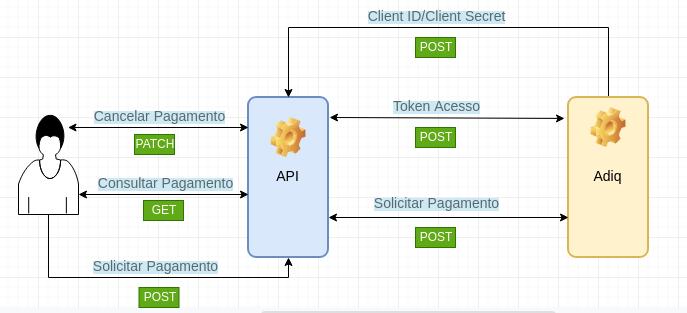 Client ID/Client Secret
POST
Cancelar Pagamento
PATCH
Token Acesso
POST
API
Adiq
Consultar Pagamento
GET
Solicitar Pagamento
POST
Solicitar Pagamento
POST